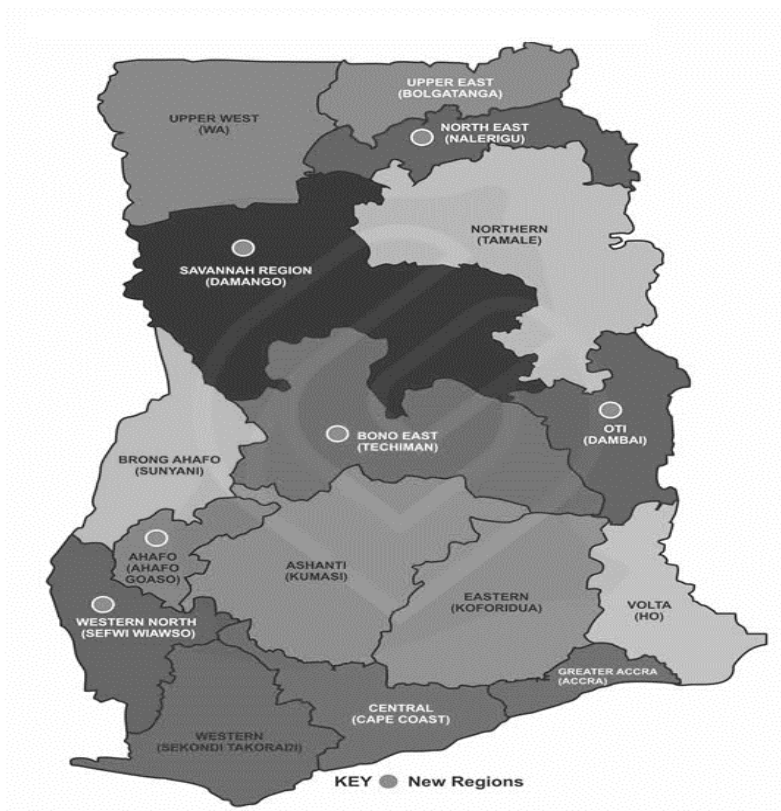 UPPER EAST
(BOLGATANGA)
UPPER WEST
(WA)
NORTH EAST
(NALERIGU)
NORTHERN
(TAMALE)
SAVANNAH REGION
(DAMANGO)
OTI
(DAMBAI)
BONO EAST
(TECHIMAN)
BRONG AHAFO
(SUNYANI)
AHAFO
(AHAFO
GOASO)
ASHANTI
(KUMASI)
EASTERN
(KOFORIDUA)
VOLTA
(HO)
WESTERN NORTH
(SEFWI WIAWSO)
GREATER ACCRA
(ACCRA)
CENTRAL
(CAPE COAST)
WESTERN
(SEKONDI TAKORADI)
KEY New Regions